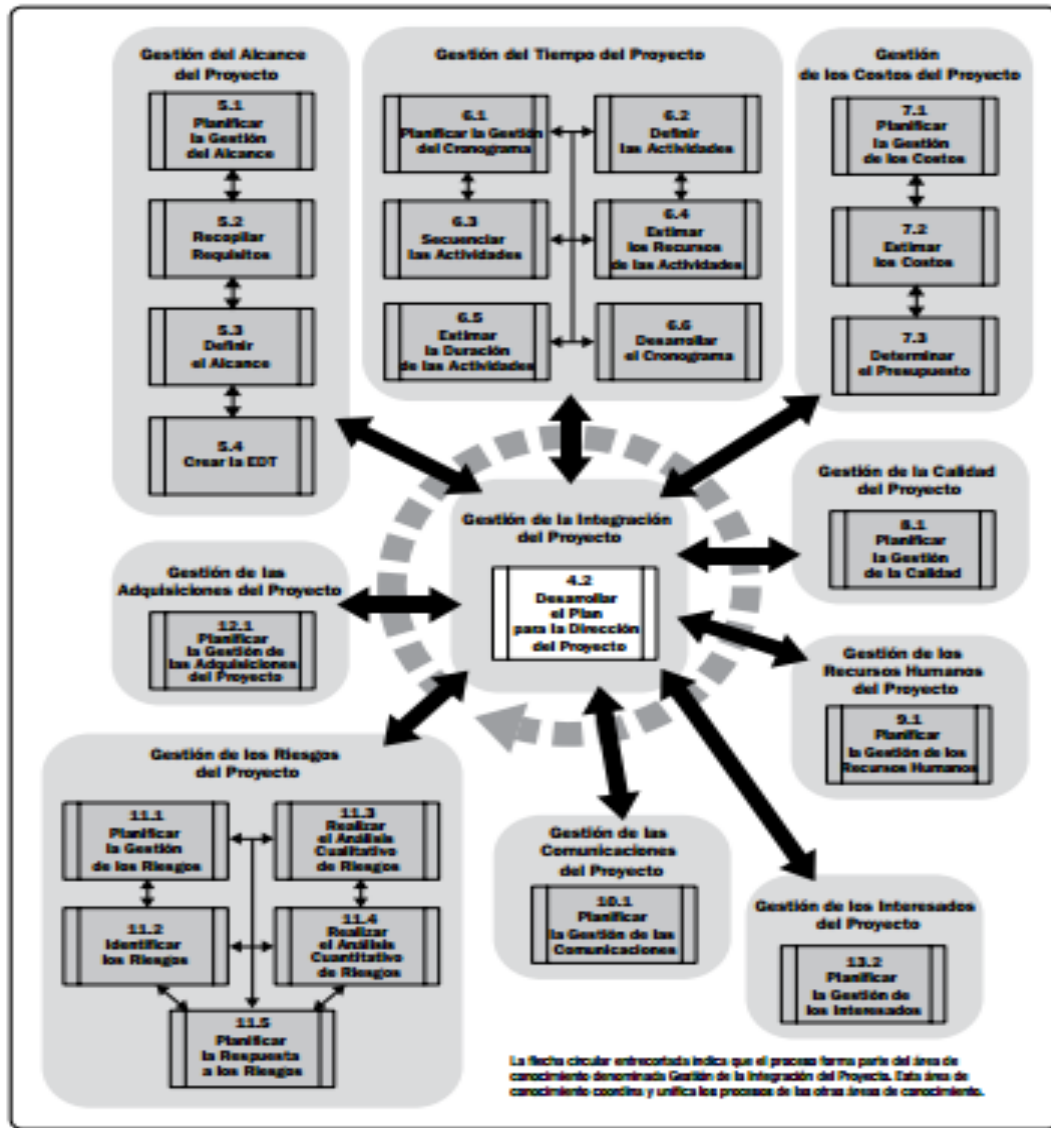 Gestión del Alcance
del Proyecto
5.1
Planificar
la Gestión
del Alcance
5.2
Recopilar
Requisitos
5.3
Definir
el Alcance
5.4
Crear la EDT
Gestión del Tiempo del Proyecto
6.1
Planificar la Gestión
del Cronograma
6.2
Definir
las Actividades
6.3
Secuenciar
las Actividades
6.4
Estimar
los Recursos
de las Actividades
6.5
Estimar
la Duración
de las Actividades
6.6
Desarrollar
el Cronograma
Gestión
de los Costos del Proyecto
7.1
Planificar
la Gestión
de los Costos
7.2
Estimar
los Costos
7.3
Determinar
el Presupuesto
Gestión de la Calidad
del Proyecto
8.1
Planificar
la Gestión
de la Calidad
Gestión de la Integración
del Proyecto
4.2
Desarrollar
el Plan
para la Dirección
del Proyecto
Gestión de las
Adquisiciones del Proyecto
12.1
Planificar
la Gestión de
las Adquisiciones
del Proyecto
Gestión de los
Recursos Humanos
del Proyecto
9.1
Planificar
la Gestión de los
Recursos Humanos
Gestión de los Riesgos
del Proyecto
11.1
Planificar
la Gestión
de los Riesgos
11.3
Realizar
el Análisis
Cualitativo
de Riesgos
11.2
Identificar
los Riesgos
11.4
Realizar
el Análisis
Cuantitativo
de Riesgos
11.5
Planificar
la Respuesta
a los Riesgos
Gestión de las
Comunicaciones
del Proyecto
10.1
Planificar
la Gestión de las
Comunicaciones
Gestión de los Interesados
del Proyecto
13.2
Planificar
la Gestión de
los Interesados
La flecha circular entrecortada indica que el proceso forma parte del área de
conocimiento denominada Gestión de la Integración del Proyecto. Esta área de
conocimiento coordina y unifica los procesos de las otras áreas de conocimiento.